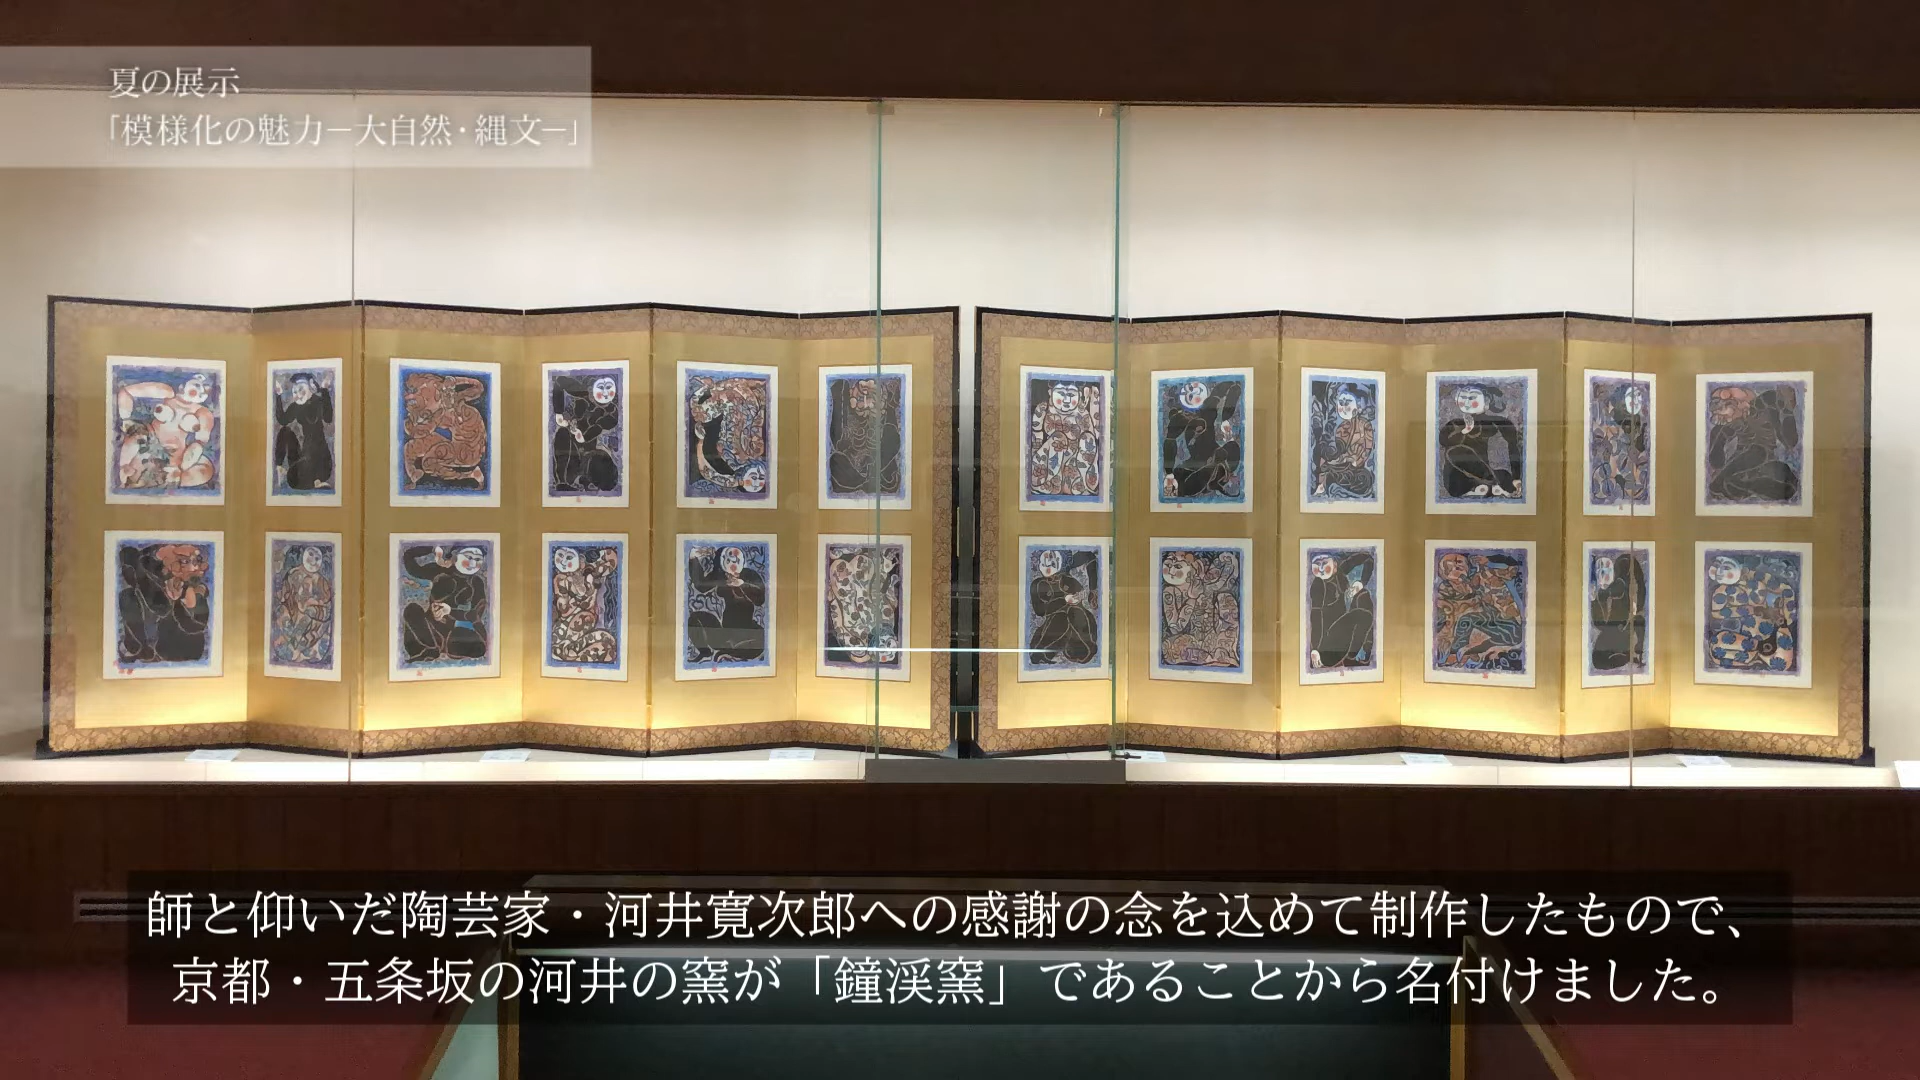 夏の展示
「模様化の魅力−大自然・縄文−」
師と仰いだ陶芸家・河井寛次郎への感謝の念を込めて制作したもので、
京都・五条坂の河井の窯が「鐘渓窯」であることから名付けました。